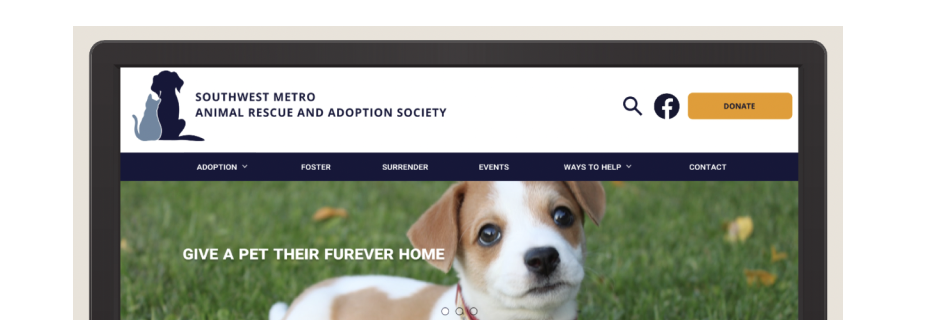 SOUTHWEST METRO
ANIMAL RESCUE AND ADOPTION SOCIETY
DONATE
ADOPTION
FOSTER
SURRENDER
EVENTS
WAYS TO HELP
CONTACT
GIVE A PET THEIR FUREVER HOME